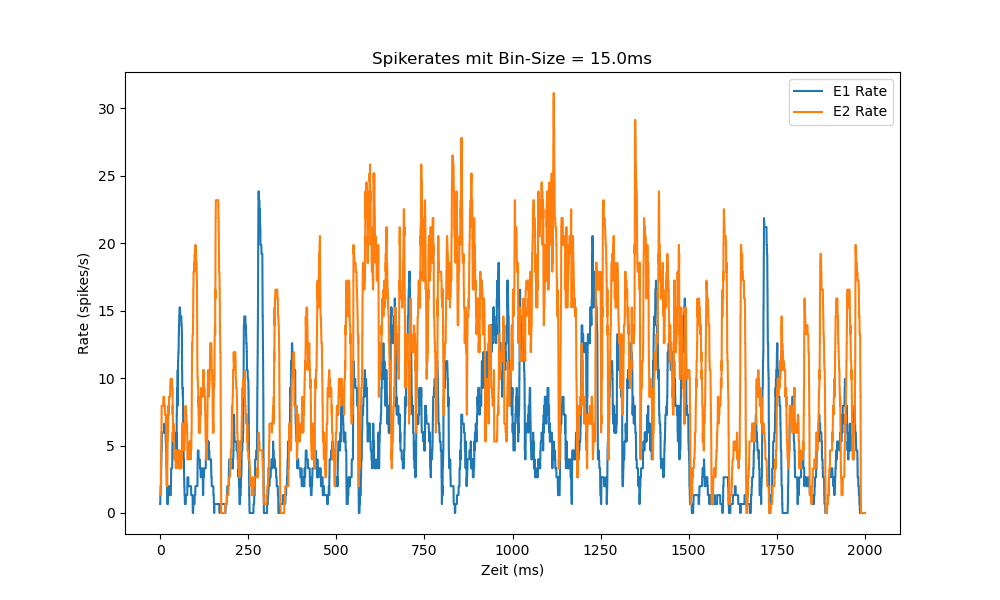 Spikerates mit Bin-Size = 15.0ms
E1 Rate
E2 Rate
Rate (spikes/s)
30
25
20
15
10
5
0
0 250 500 750 1000 1250 1500 1750 2000
Zeit (ms)